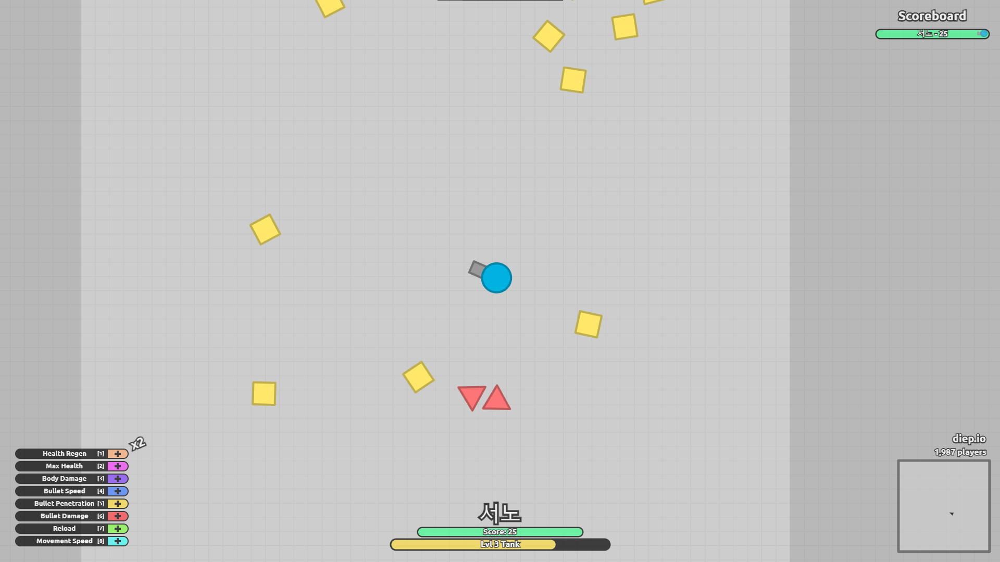 Scoreboard
서노 - 25
x2
Health Regen [1]
Max Health [2]
Body Damage [3]
Bullet Speed [4]
Bullet Penetration [5]
Bullet Damage [6]
Reload [7]
Movement Speed [8]
서노
Score: 25
Lvl 3 Tank
diep.io
1,987 players